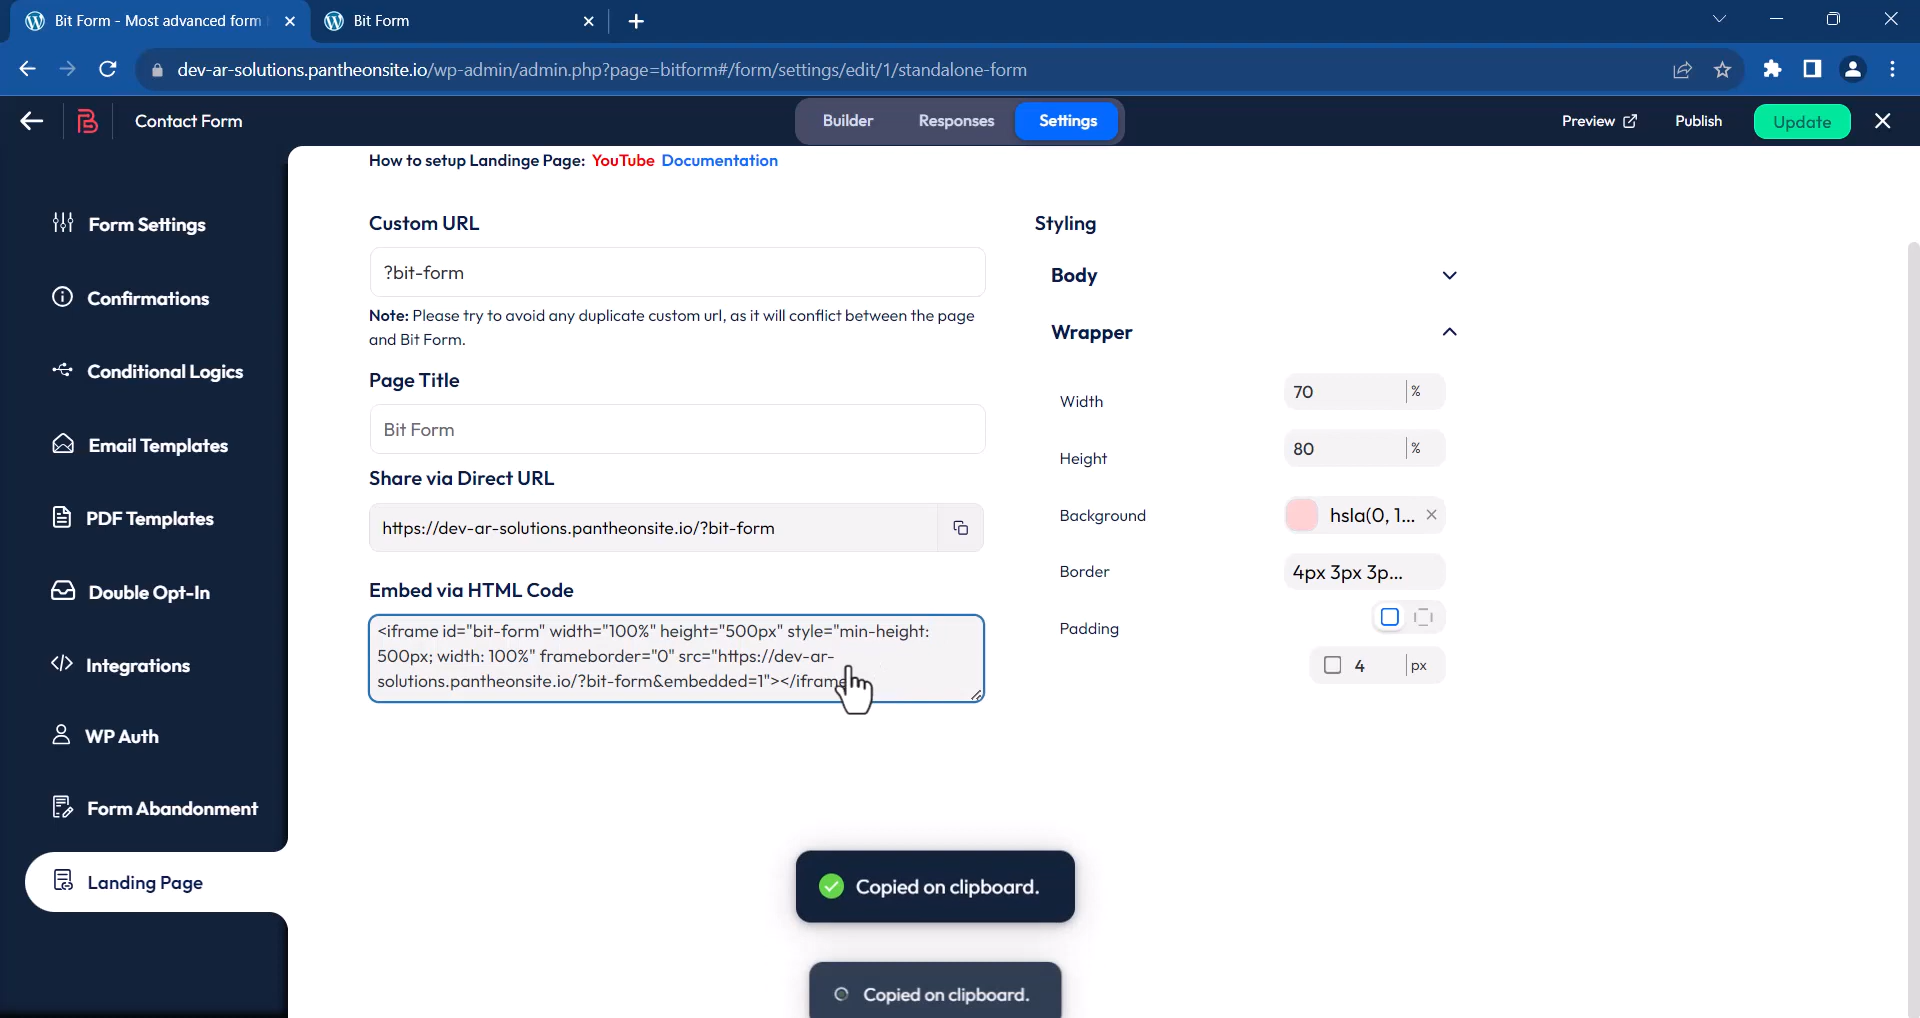 Bit Form - Most advanced form
Bit Form
dev-ar-solutions.pantheonsite.io/wp-admin/admin.php?page=bitform#/form/settings/edit/1/standalone-form
Contact Form
Builder
Responses
Settings
Preview
Publish
Update
Form Settings
Confirmations
Conditional Logics
Email Templates
PDF Templates
Double Opt-In
Integrations
WP Auth
Form Abandonment
Landing Page
How to setup Landinge Page: YouTube Documentation
Custom URL
?bit-form
Note: Please try to avoid any duplicate custom url, as it will conflict between the page
and Bit Form.
Page Title
Bit Form
Share via Direct URL
https://dev-ar-solutions.pantheonsite.io/?bit-form
Embed via HTML Code
<iframe id="bit-form" width="100%" height="500px" style="min-height:
500px; width: 100%" frameborder="0" src="https://dev-ar-
solutions.pantheonsite.io/?bit-form&embedded=1"></iframe
Styling
Body
Wrapper
Width
70 %
Height
80 %
Background
hsla(0, 1...
Border
4px 3px 3p...
Padding
4 px
Copied on clipboard.
Copied on clipboard.